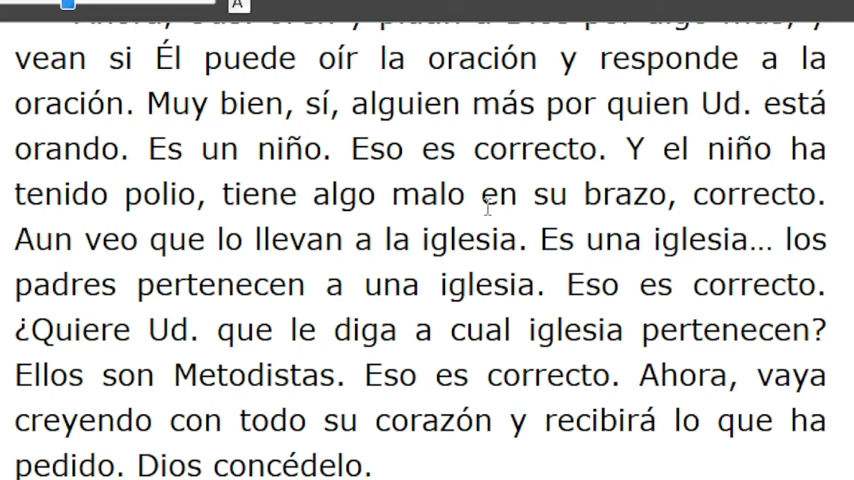 A
vean si Él puede oír la oración y responde a la
oración. Muy bien, sí, alguien más por quien Ud. está
orando. Es un niño. Eso es correcto. Y el niño ha
tenido polio, tiene algo malo en su brazo, correcto.
Aun veo que lo llevan a la iglesia. Es una iglesia... los
padres pertenecen a una iglesia. Eso es correcto.
¿Quiere Ud. que le diga a cual iglesia pertenecen?
Ellos son Metodistas. Eso es correcto. Ahora, vaya
creyendo con todo su corazón y recibirá lo que ha
pedido. Dios concédelo.